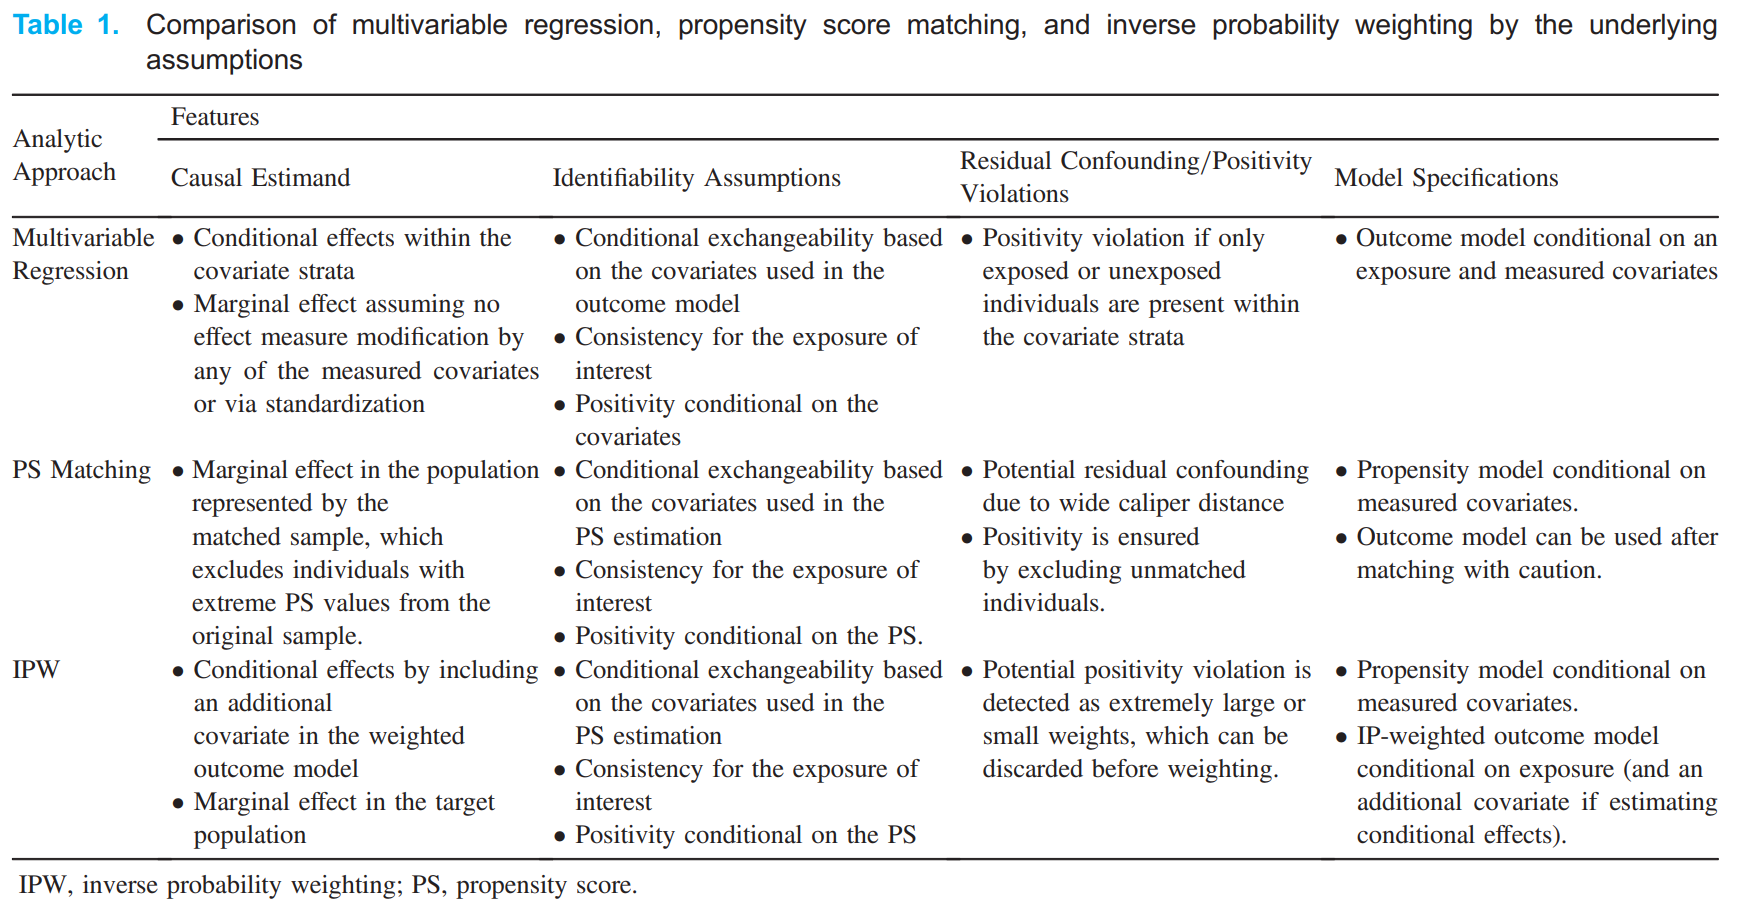 Table 1. Comparison of multivariable regression, propensity score matching, and inverse probability weighting by the underlying
assumptions
Analytic
Approach
Features
Causal Estimand
Identifiability Assumptions
Residual Confounding/Positivity
Violations
Model Specifications
Multivariable
Regression
● Conditional effects within the
covariate strata
● Marginal effect assuming no
effect measure modification by
any of the measured covariates
or via standardization
● Conditional exchangeability based
on the covariates used in the
outcome model
● Consistency for the exposure of
interest
● Positivity conditional on the
covariates
● Positivity violation if only
exposed or unexposed
individuals are present within
the covariate strata
● Outcome model conditional on an
exposure and measured covariates
PS Matching
● Marginal effect in the population
represented by the
matched sample, which
excludes individuals with
extreme PS values from the
original sample.
● Conditional exchangeability based
on the covariates used in the
PS estimation
● Consistency for the exposure of
interest
● Positivity conditional on the PS.
● Potential residual confounding
due to wide caliper distance
● Positivity is ensured
by excluding unmatched
individuals.
● Propensity model conditional on
measured covariates.
● Outcome model can be used after
matching with caution.
IPW
● Conditional effects by including
an additional
covariate in the weighted
outcome model
● Marginal effect in the target
population
● Conditional exchangeability based
on the covariates used in the
PS estimation
● Consistency for the exposure of
interest
● Positivity conditional on the PS
● Potential positivity violation is
detected as extremely large or
small weights, which can be
discarded before weighting.
● Propensity model conditional on
measured covariates.
● IP-weighted outcome model
conditional on exposure (and an
additional covariate if estimating
conditional effects).
IPW, inverse probability weighting; PS, propensity score.